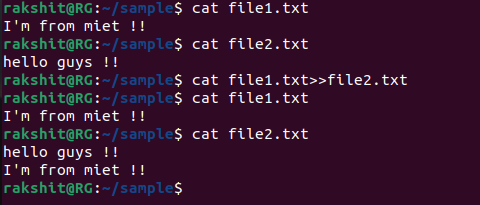 rakshit@RG:~/sample$ cat file1.txt
I'm from miet !!
rakshit@RG:~/sample$ cat file2.txt
hello guys !!
rakshit@RG:~/sample$ cat file1.txt>>file2.txt
rakshit@RG:~/sample$ cat file1.txt
I'm from miet !!
rakshit@RG:~/sample$ cat file2.txt
hello guys !!
I'm from miet !!
rakshit@RG:~/sample$